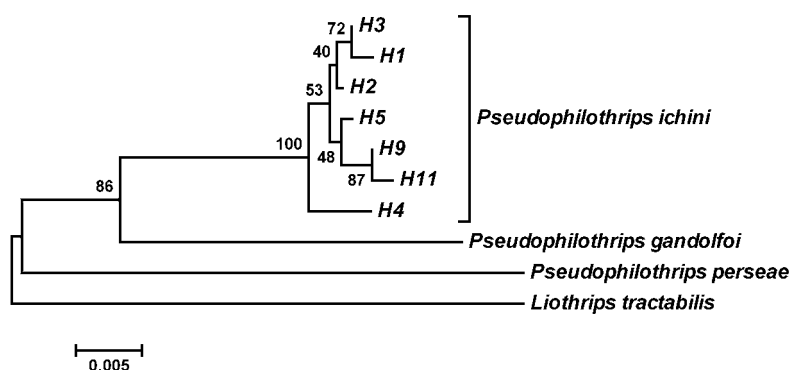 72
H3
40
H1
53
H2
H5
Pseudophilothrips ichini
100
H9
48
87
H11
86
H4
Pseudophilothrips gandolfoi
Pseudophilothrips perseae
Liothrips tractabilis
0.005